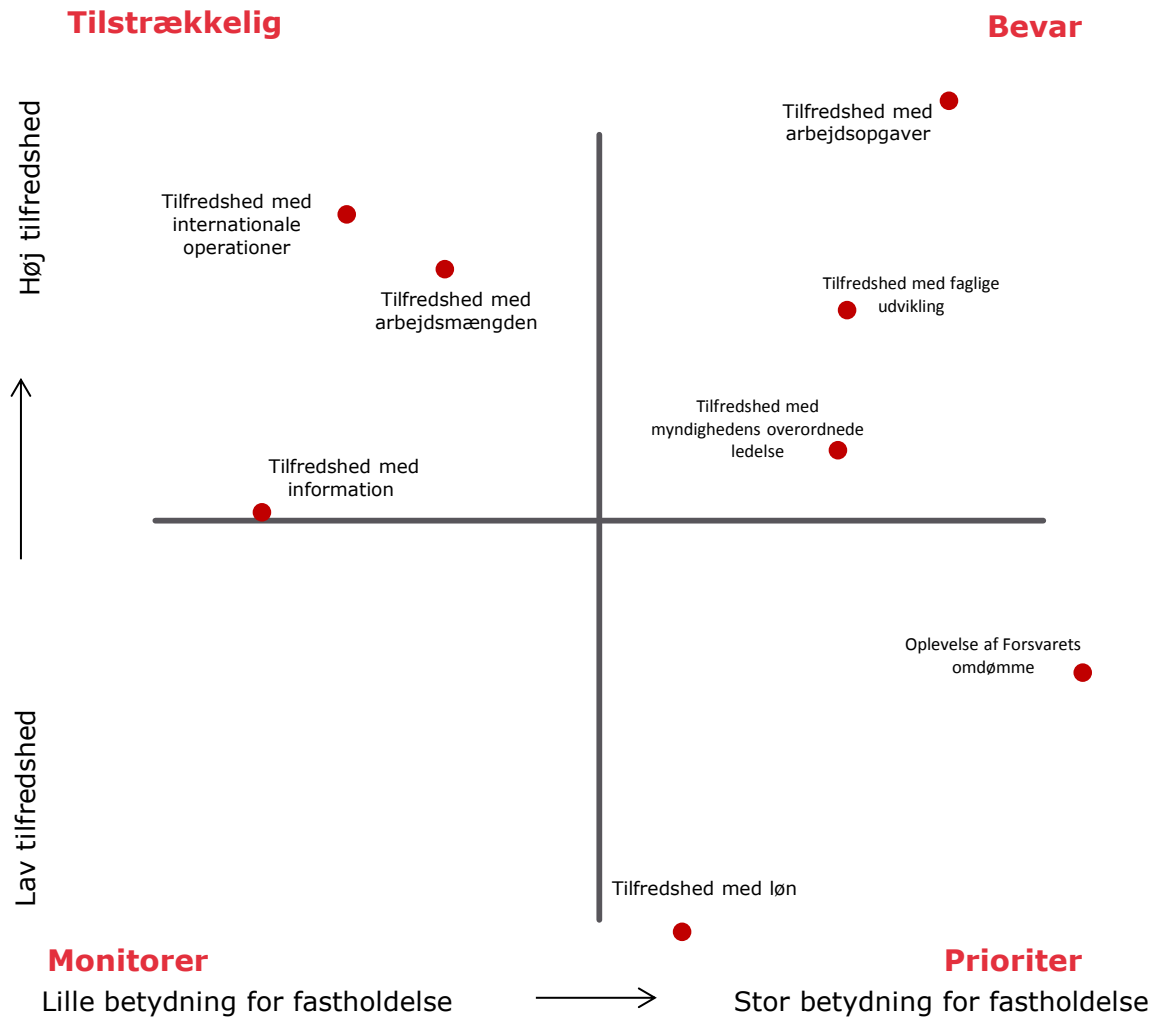 Tilstrækkelig
Bevar
Høj tilfredshed
Tilfredshed med
arbejdsopgaver
Tilfredshed med
internationale
operationer
Tilfredshed med
arbejdsmængden
Tilfredshed med faglige
udvikling
Tilfredshed med
myndighedens overordnede
ledelse
Tilfredshed med
information
Oplevelse af Forsvarets
omdømme
Lav tilfredshed
Tilfredshed med løn
Monitorer
Prioriter
Lille betydning for fastholdelse
Stor betydning for fastholdelse